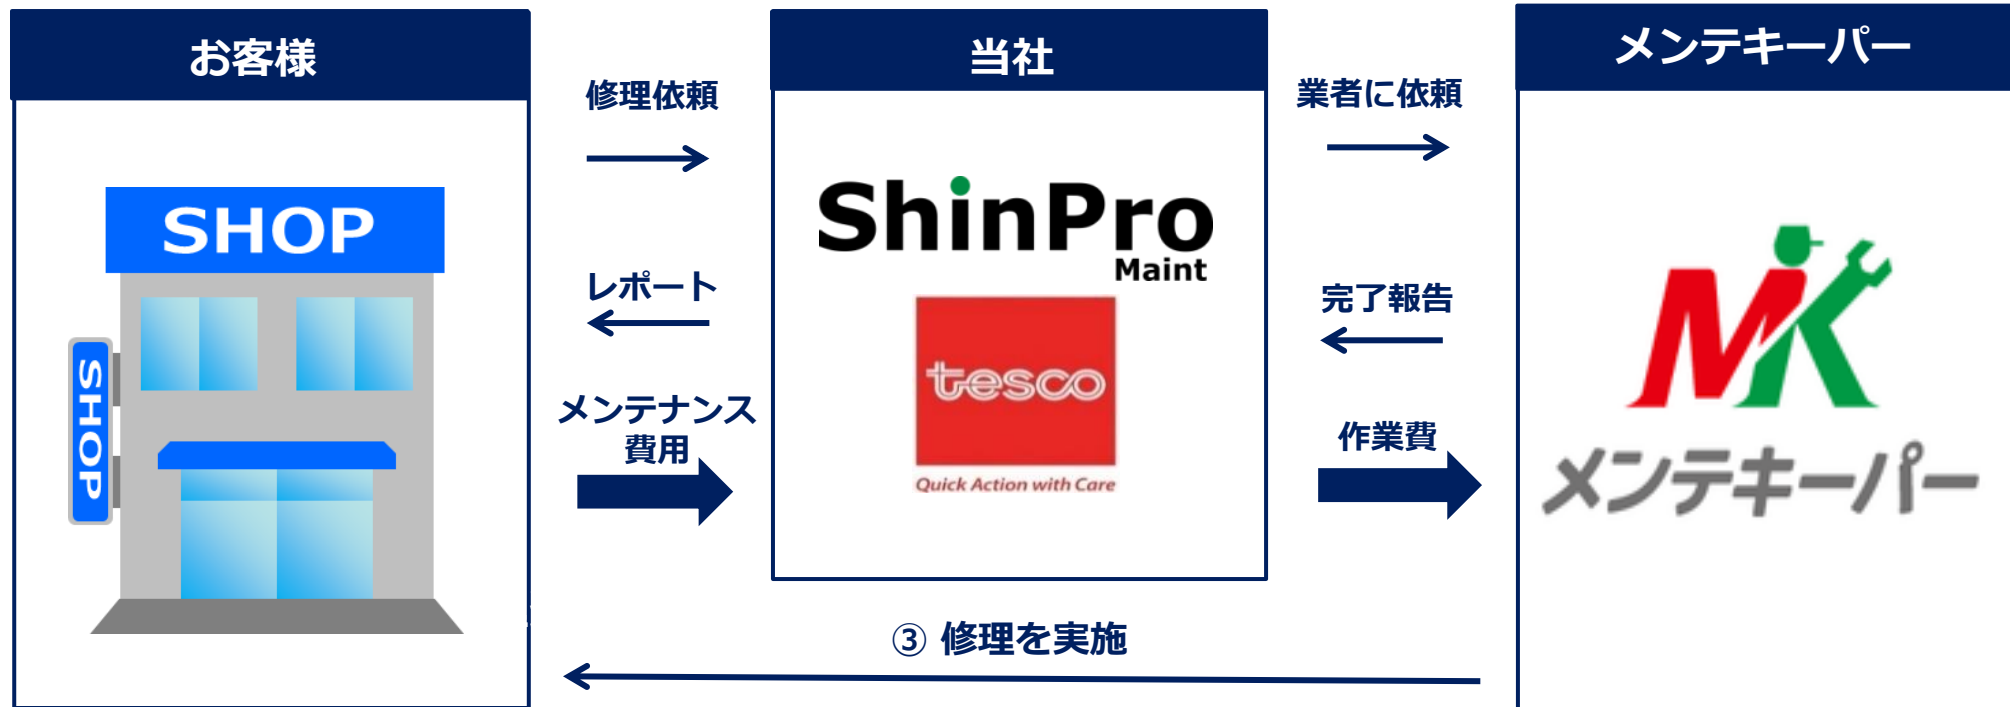 お客様
当社
メンテキーパー
修理依頼
業者に依頼
SHOP
SHOP
ShinPro
Maint
レポート
完了報告
tesco
Quick Action with Care
メンテナンス
費用
作業費
メンテキーパー
③ 修理を実施